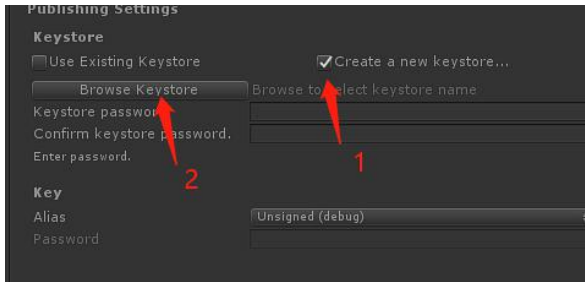 Publishing Settings
Keystore
Use Existing Keystore Create a new keystore...
Browse Keystore Browse to select keystore name
Keystore password
Confirm keystore password.
Enter password.
1
2
Key
Alias Unsigned (debug)
Password